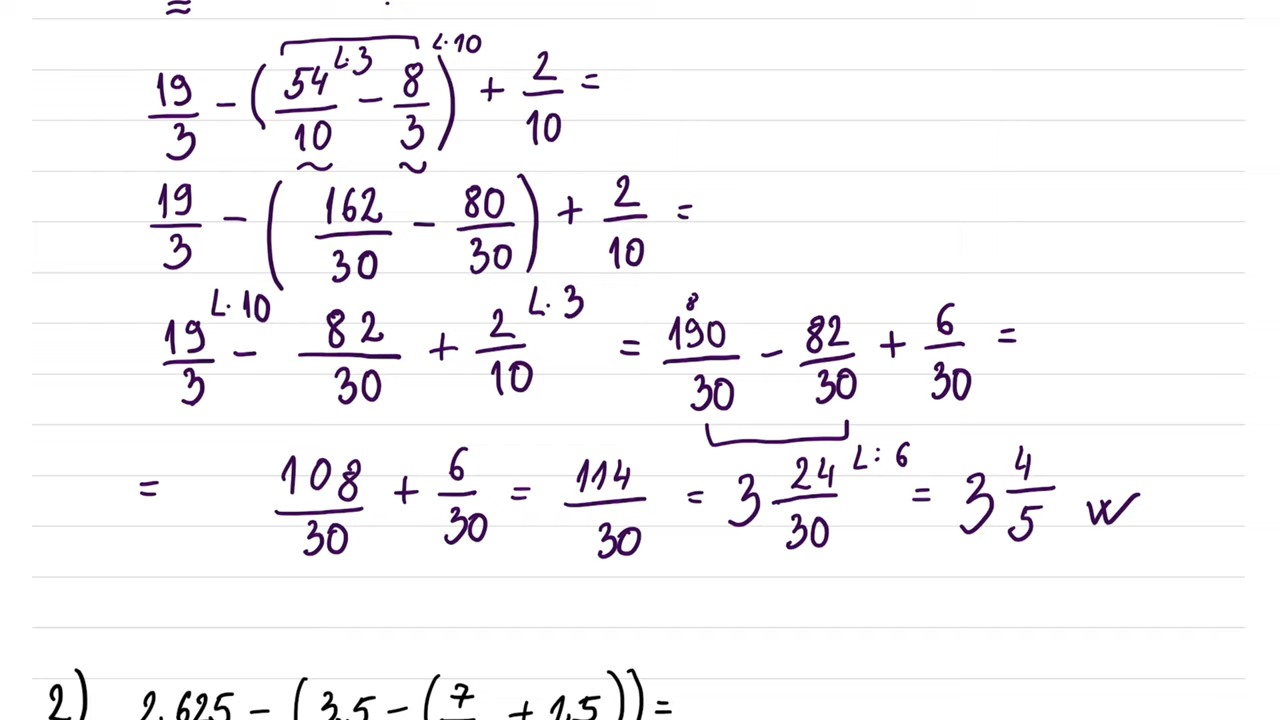 19/3 - (54/10 L·3 - 8/3 L·10) + 2/10 =
19/3 - (162/30 - 80/30) + 2/10 =
19/3 L·10 - 82/30 + 2/10 L·3 = 190/30 - 82/30 + 6/30 =
= 108/30 + 6/30 = 114/30 = 3 24/30 L:6 = 3 4/5
2) 2,625 - (3,5 - (7/ + 1,5)) =